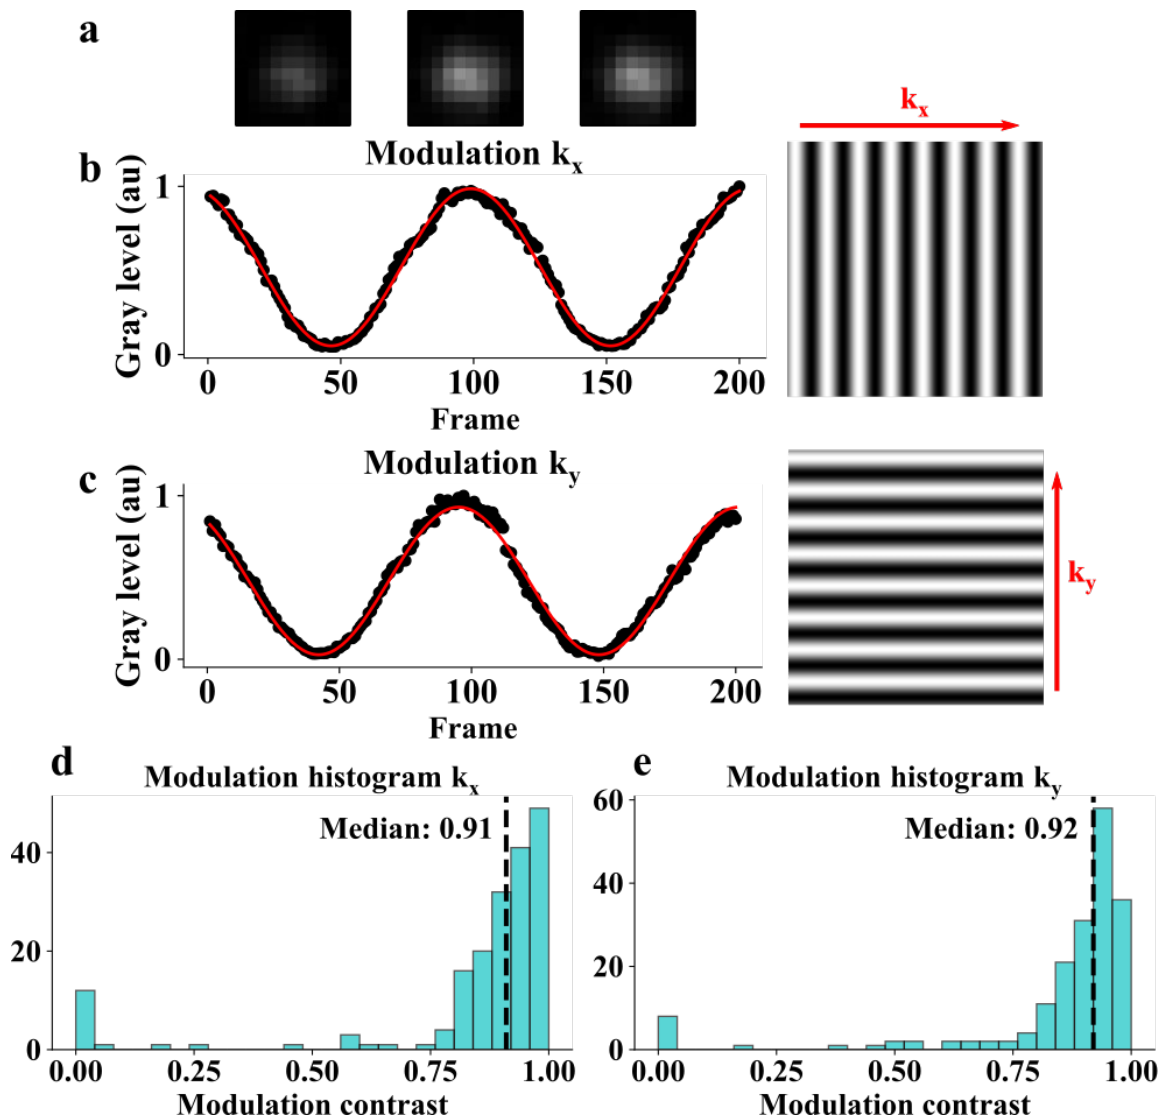 a
b
Modulation kx
Gray level (au)
1
0
0 50 100 150 200
Frame
kx
c
Modulation ky
Gray level (au)
1
0
0 50 100 150 200
Frame
ky
d
Modulation histogram kx
Median: 0.91
40
20
0
0.00 0.25 0.50 0.75 1.00
Modulation contrast
e
Modulation histogram ky
Median: 0.92
60
40
20
0
0.00 0.25 0.50 0.75 1.00
Modulation contrast